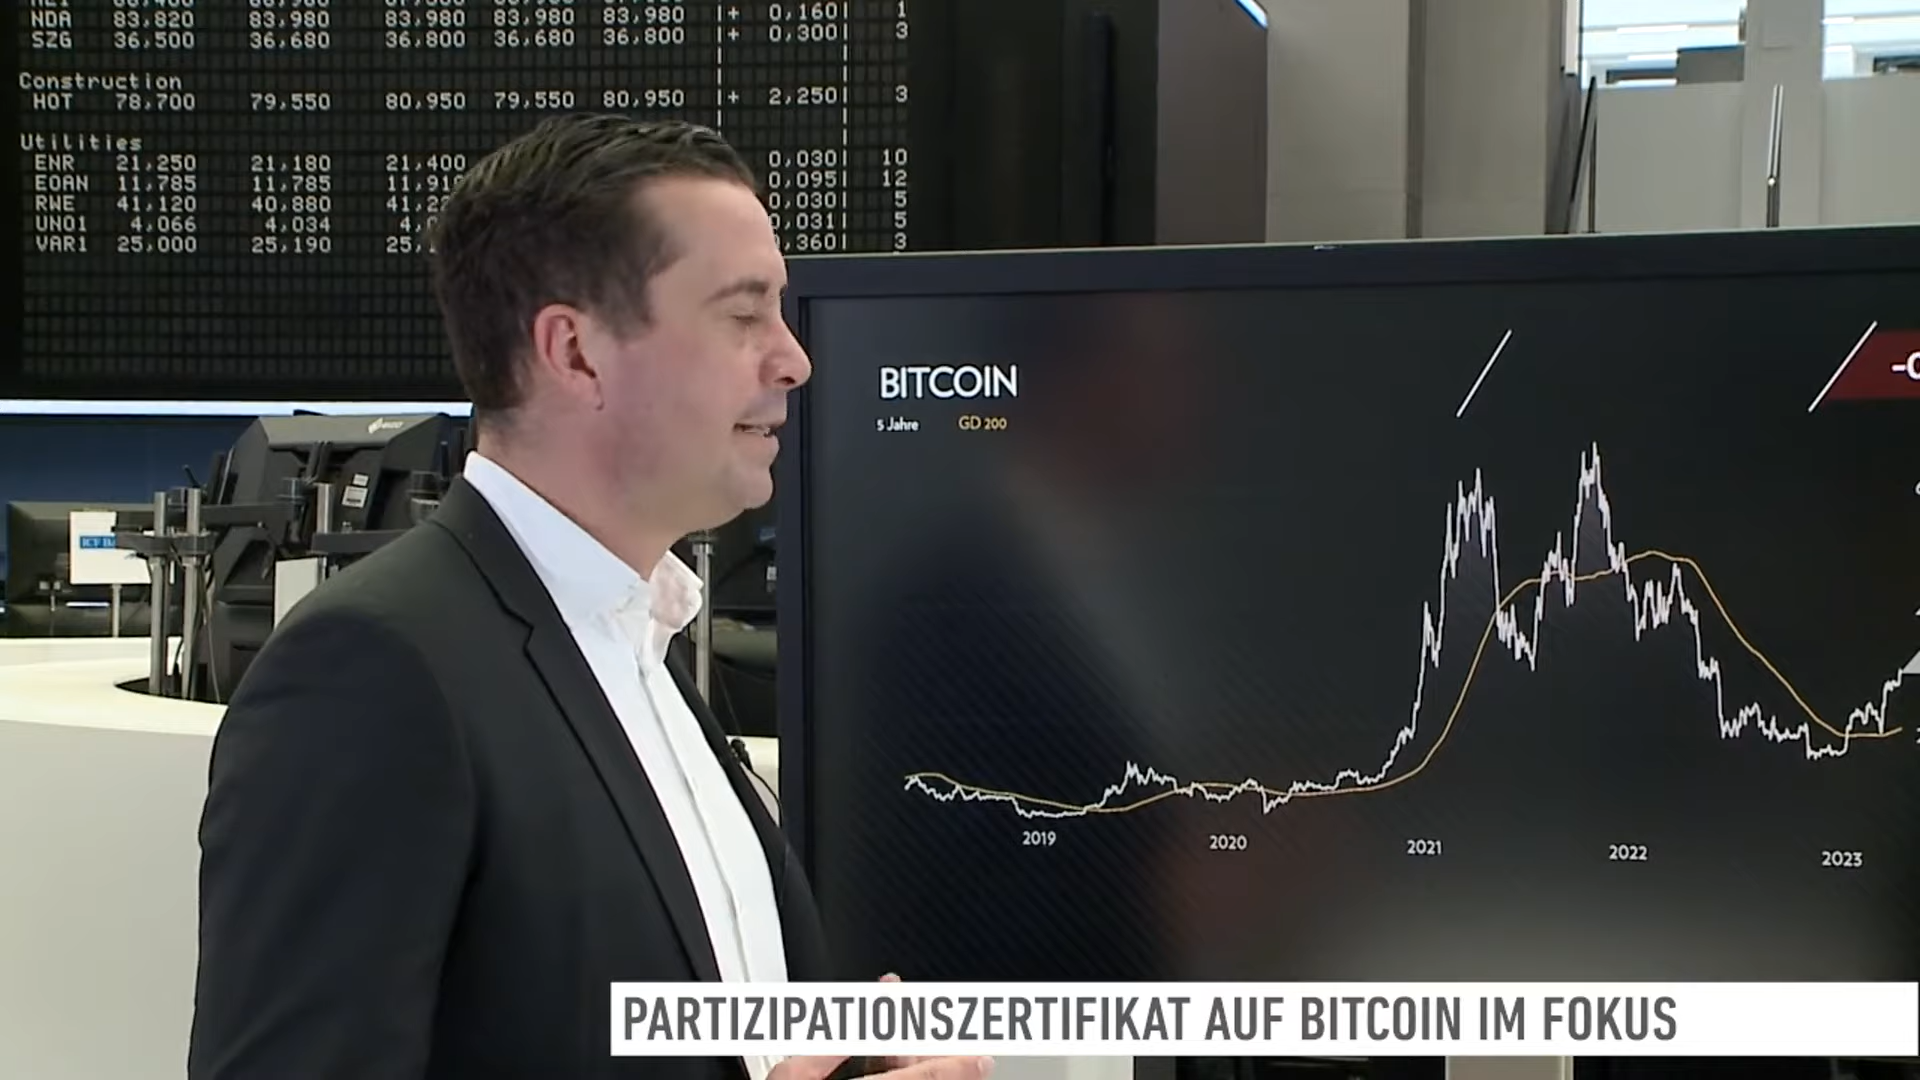 NDA 83,820 83,980 83,980 83,980 83,980 |+ 0,160| 1
SZG 36,500 36,680 36,800 36,680 36,800 |+ 0,300| 3
Construction
HOT 78,700 79,550 80,950 79,550 80,950 |+ 2,250| 3
Utilities
ENR 21,250 21,180 21,400 0,030| 10
EOAN 11,785 11,785 0,095| 12
RWE 41,120 40,880 0,030| 5
UNO1 4,066 4,034 0,031| 5
VAR1 25,000 25,190 ,360| 3
BITCOIN
5 Jahre GD 200
2019 2020 2021 2022 2023
PARTIZIPATIONSZERTIFIKAT AUF BITCOIN IM FOKUS